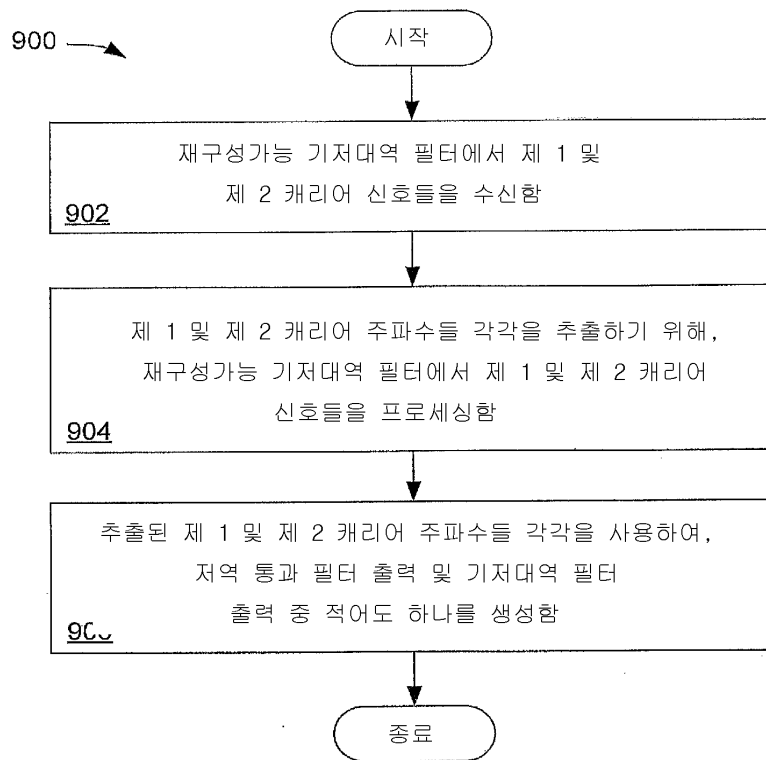 900
시작
재구성가능 기저대역 필터에서 제 1 및
제 2 캐리어 신호들을 수신함
902
제 1 및 제 2 캐리어 주파수들 각각을 추출하기 위해,
재구성가능 기저대역 필터에서 제 1 및 제 2 캐리어
신호들을 프로세싱함
904
추출된 제 1 및 제 2 캐리어 주파수들 각각을 사용하여,
저역 통과 필터 출력 및 기저대역 필터
출력 중 적어도 하나를 생성함
종료